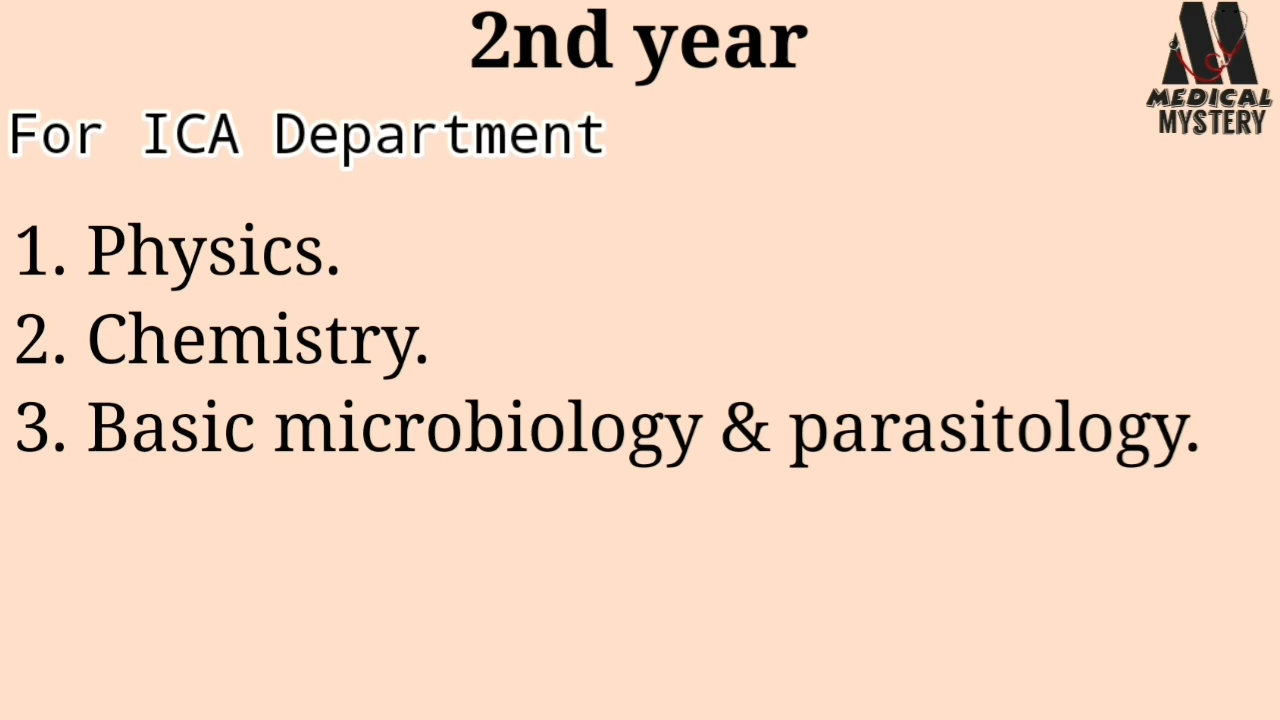 2nd year
MEDICAL
MYSTERY
For ICA Department
1. Physics.
2. Chemistry.
3. Basic microbiology & parasitology.